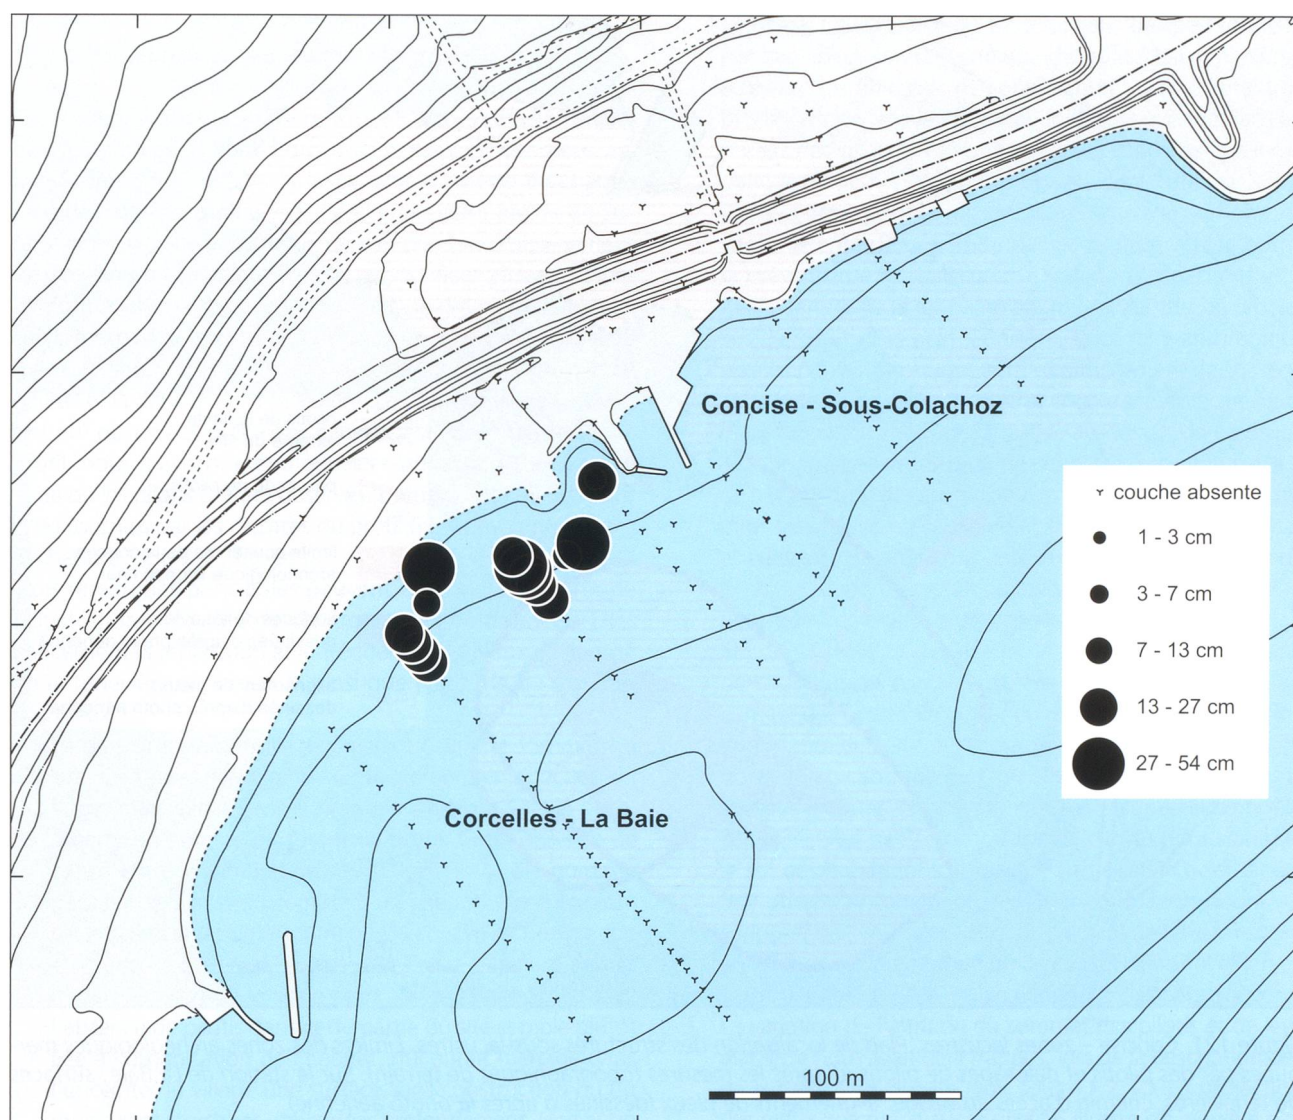 Concise - Sous-Colachoz
couche absente
1 - 3 cm
3 - 7 cm
7 - 13 cm
13 - 27 cm
27 - 54 cm
Corcelles - La Baie
100 m